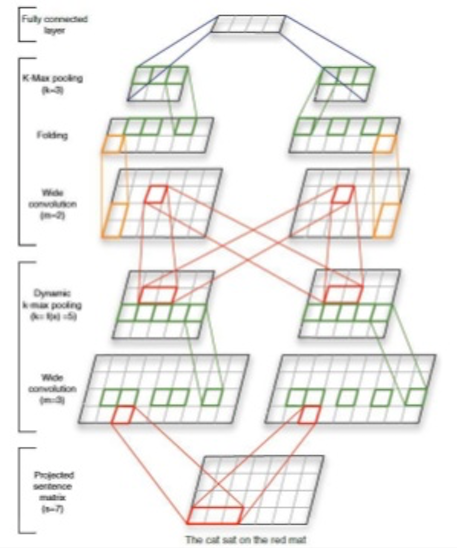 Fully connected
layer
K-Max pooling
(k=3)
Folding
Wide
convolution
(m=2)
Dynamic
k-max pooling
(k= f(s) =5)
Wide
convolution
(m=3)
Projected
sentence
matrix
(s=7)
The cat sat on the red mat